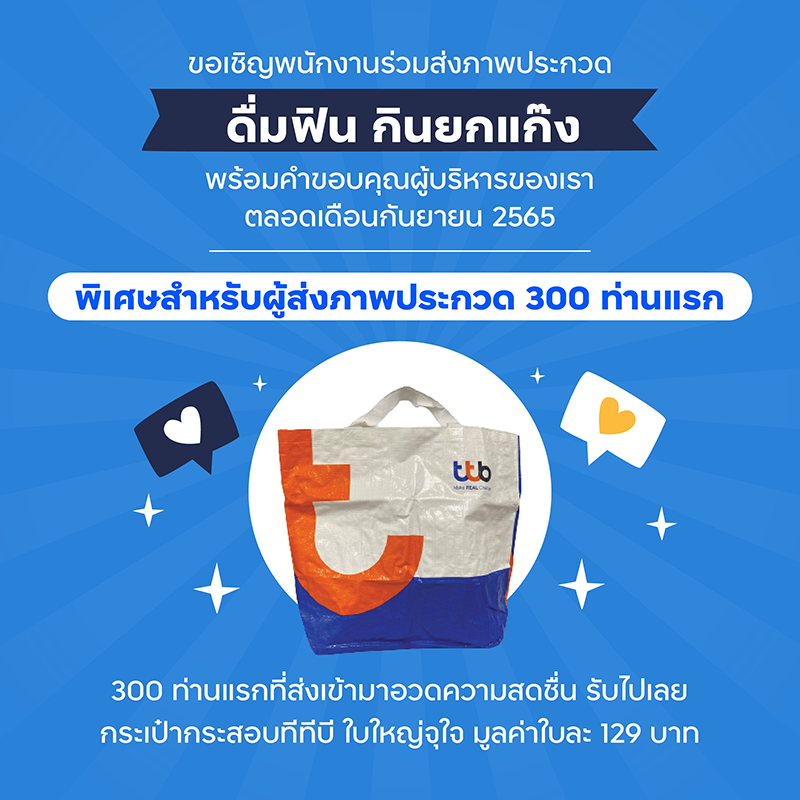 ขอเชิญพนักงานร่วมส่งภาพประกวด
ดื่มฟิน กินยกแก๊ง
พร้อมคำขอบคุณผู้บริหารของเรา
ตลอดเดือนกันยายน 2565
พิเศษสำหรับผู้ส่งภาพประกวด 300 ท่านแรก
t
ttb
Make REAL Change
300 ท่านแรกที่ส่งเข้ามาอวดความสดชื่น รับไปเลย
กระเป๋ากระสอบทีทีบี ใบใหญ่จุใจ มูลค่าใบละ 129 บาท